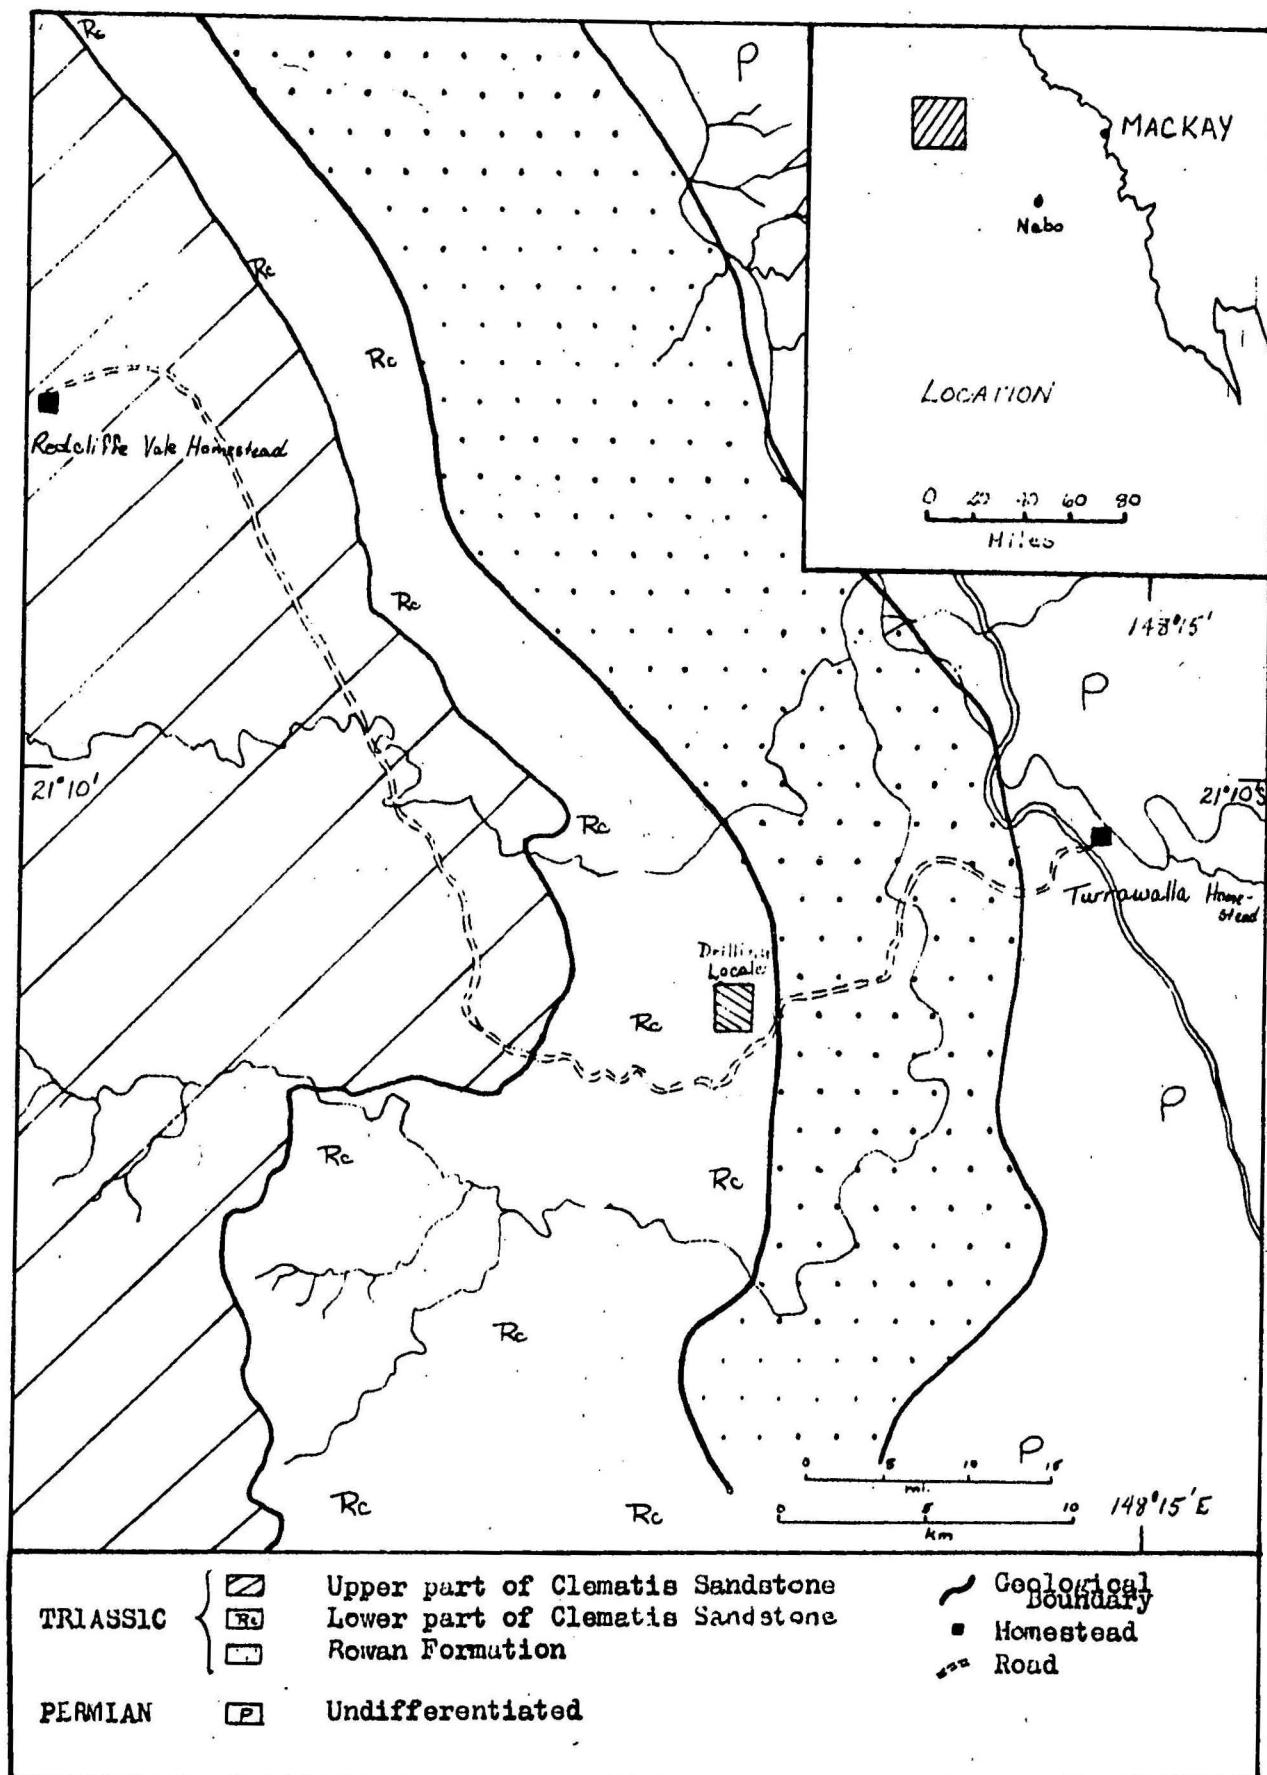 Rc
P
MACKAY
Nebo
LOCATION
0 20 40 60 80
Miles
Rc
Rc
Redcliffe Vale Homestead
Rc
148°15'
P
21°10'
21°10'S
Rc
Turrawalla Home-
stead
Drilling
Locale
Rc
P
Rc
Rc
Rc
P
0 5 10 15
mi.
Rc
Rc
0 5 10
km
148°15'E
TRIASSIC
Upper part of Clematis Sandstone
Rc Lower part of Clematis Sandstone
Rowan Formation
PERMIAN
P Undifferentiated
Geological
Boundary
Homestead
Road